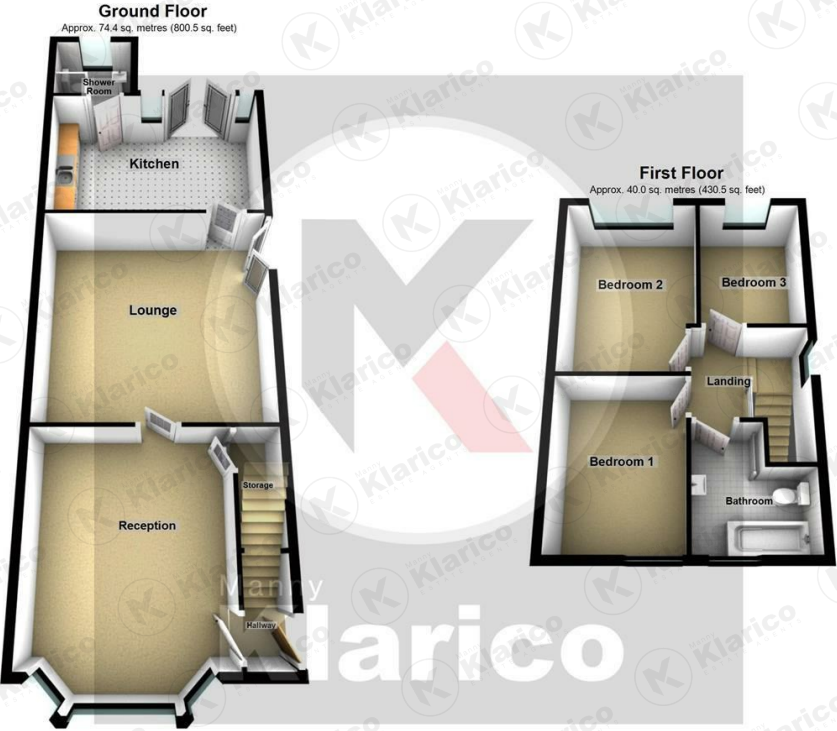 Ground Floor
Approx. 74.4 sq. metres (800.5 sq. feet)
Shower
Room
Kitchen
Lounge
Reception
Storage
Hallway
First Floor
Approx. 40.0 sq. metres (430.5 sq. feet)
Bedroom 2
Bedroom 3
Landing
Bedroom 1
Bathroom
Manny
Klarico